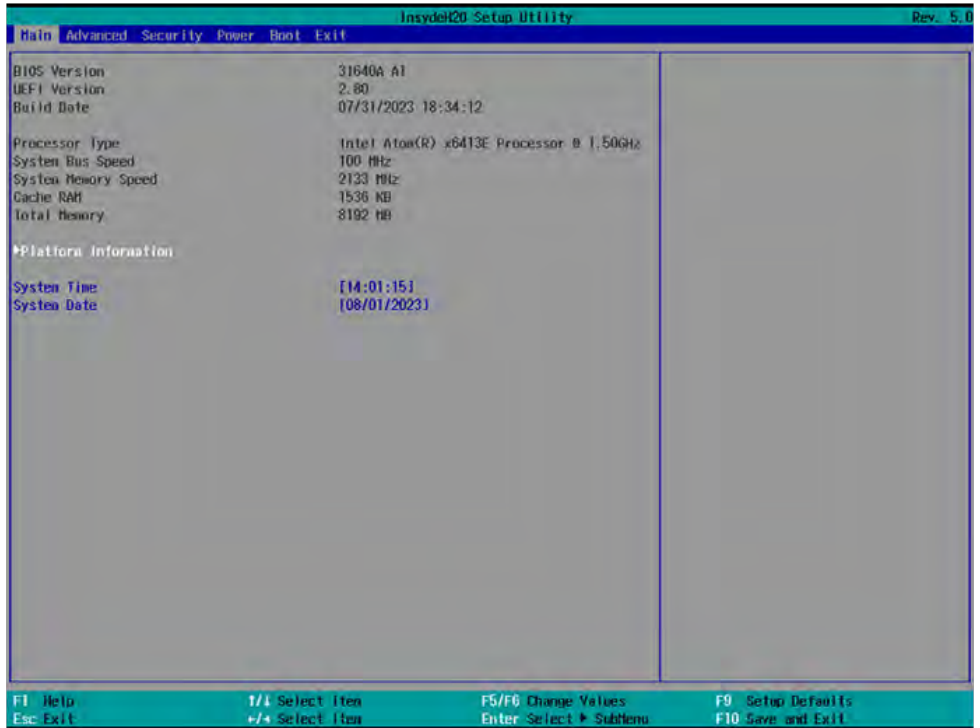 InsydeH20 Setup Utility Rev. 5.0
Main Advanced Security Power Boot Exit
BIOS Version 31640A A1
UEFI Version 2.80
Build Date 07/31/2023 18:34:12
Processor Type Intel Atom(R) x6413E Processor @ 1.50GHz
System Bus Speed 100 MHz
System Memory Speed 2133 MHz
Cache RAM 1536 KB
Total Memory 8192 MB
▶Platform Information
System Time [14:01:15]
System Date [08/01/2023]
F1 Help ↑/↓ Select Item F5/F6 Change Values F9 Setup Defaults
Esc Exit ←/→ Select Item Enter Select ▶ SubMenu F10 Save and Exit